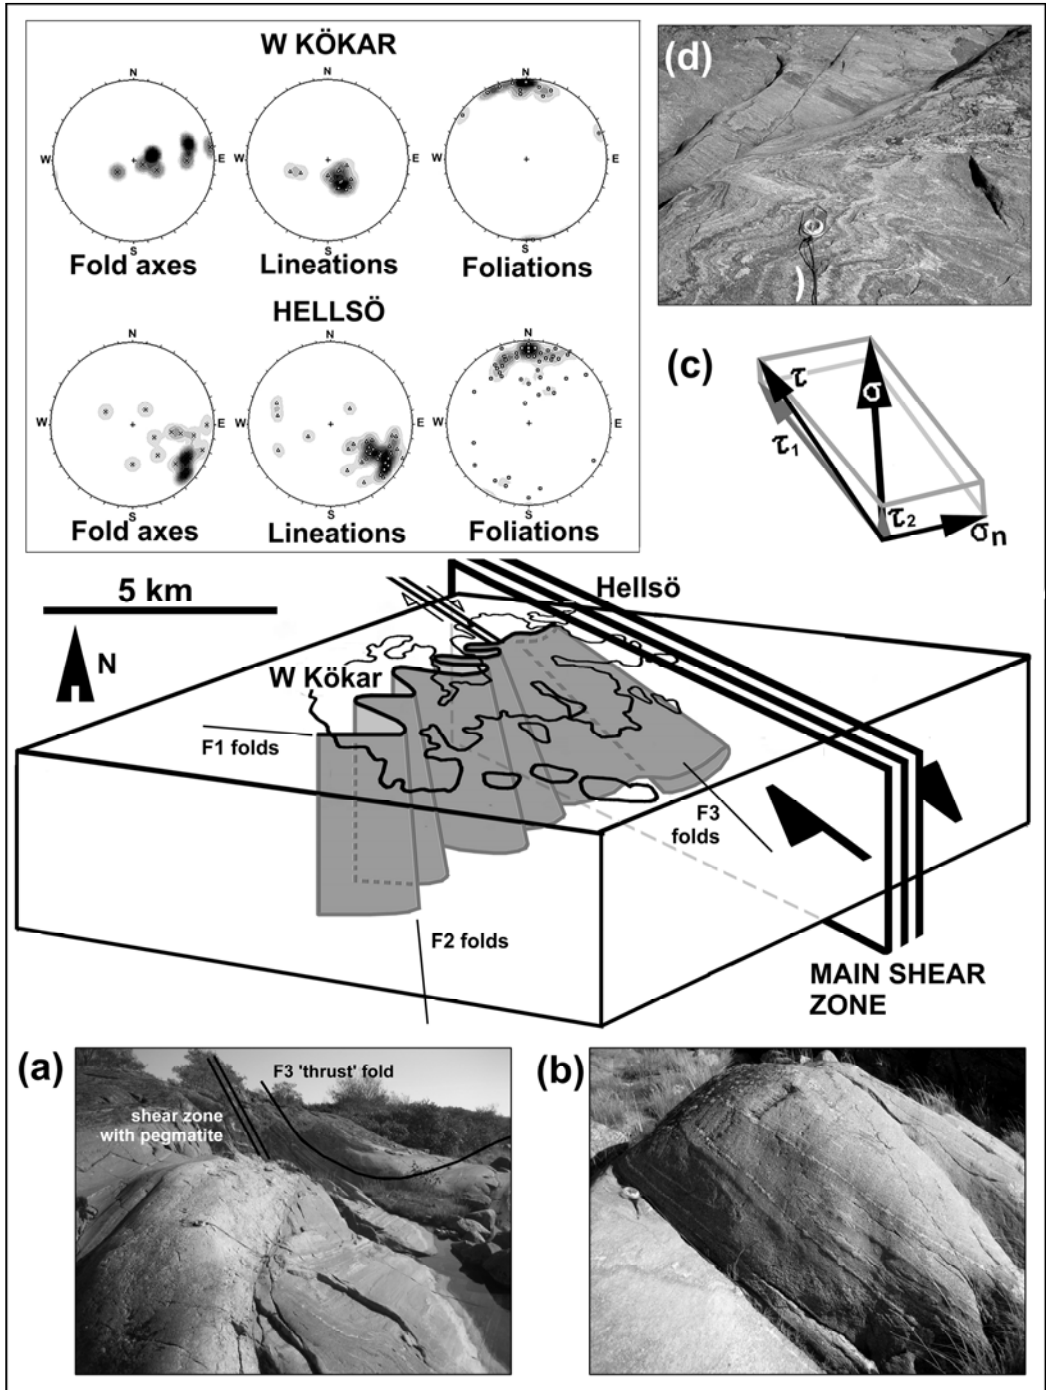 W KÖKAR
N
W
E
S
Fold axes
N
W
E
S
Lineations
N
W
E
S
Foliations
HELLSÖ
N
W
E
S
Fold axes
N
W
E
S
Lineations
N
W
E
S
Foliations
(d)
(c)
τ
σ
τ1
τ2
σn
5 km
N
Hellsö
W Kökar
F1 folds
F3
folds
F2 folds
MAIN SHEAR
ZONE
(a)
F3 'thrust' fold
shear zone
with pegmatite
(b)